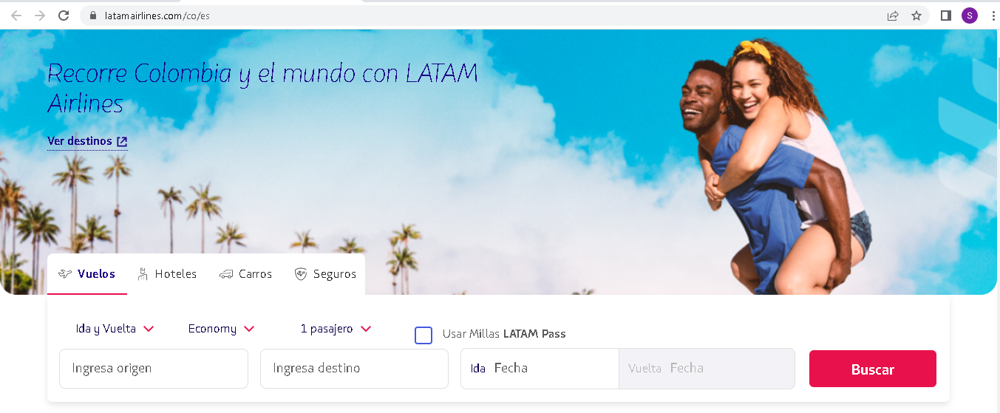 latamairlines.com/co/es
S
Recorre Colombia y el mundo con LATAM
Airlines
Ver destinos
Vuelos Hoteles Carros Seguros
Ida y Vuelta Economy 1 pasajero Usar Millas LATAM Pass
Ingresa origen Ingresa destino Ida Fecha Vuelta Fecha Buscar